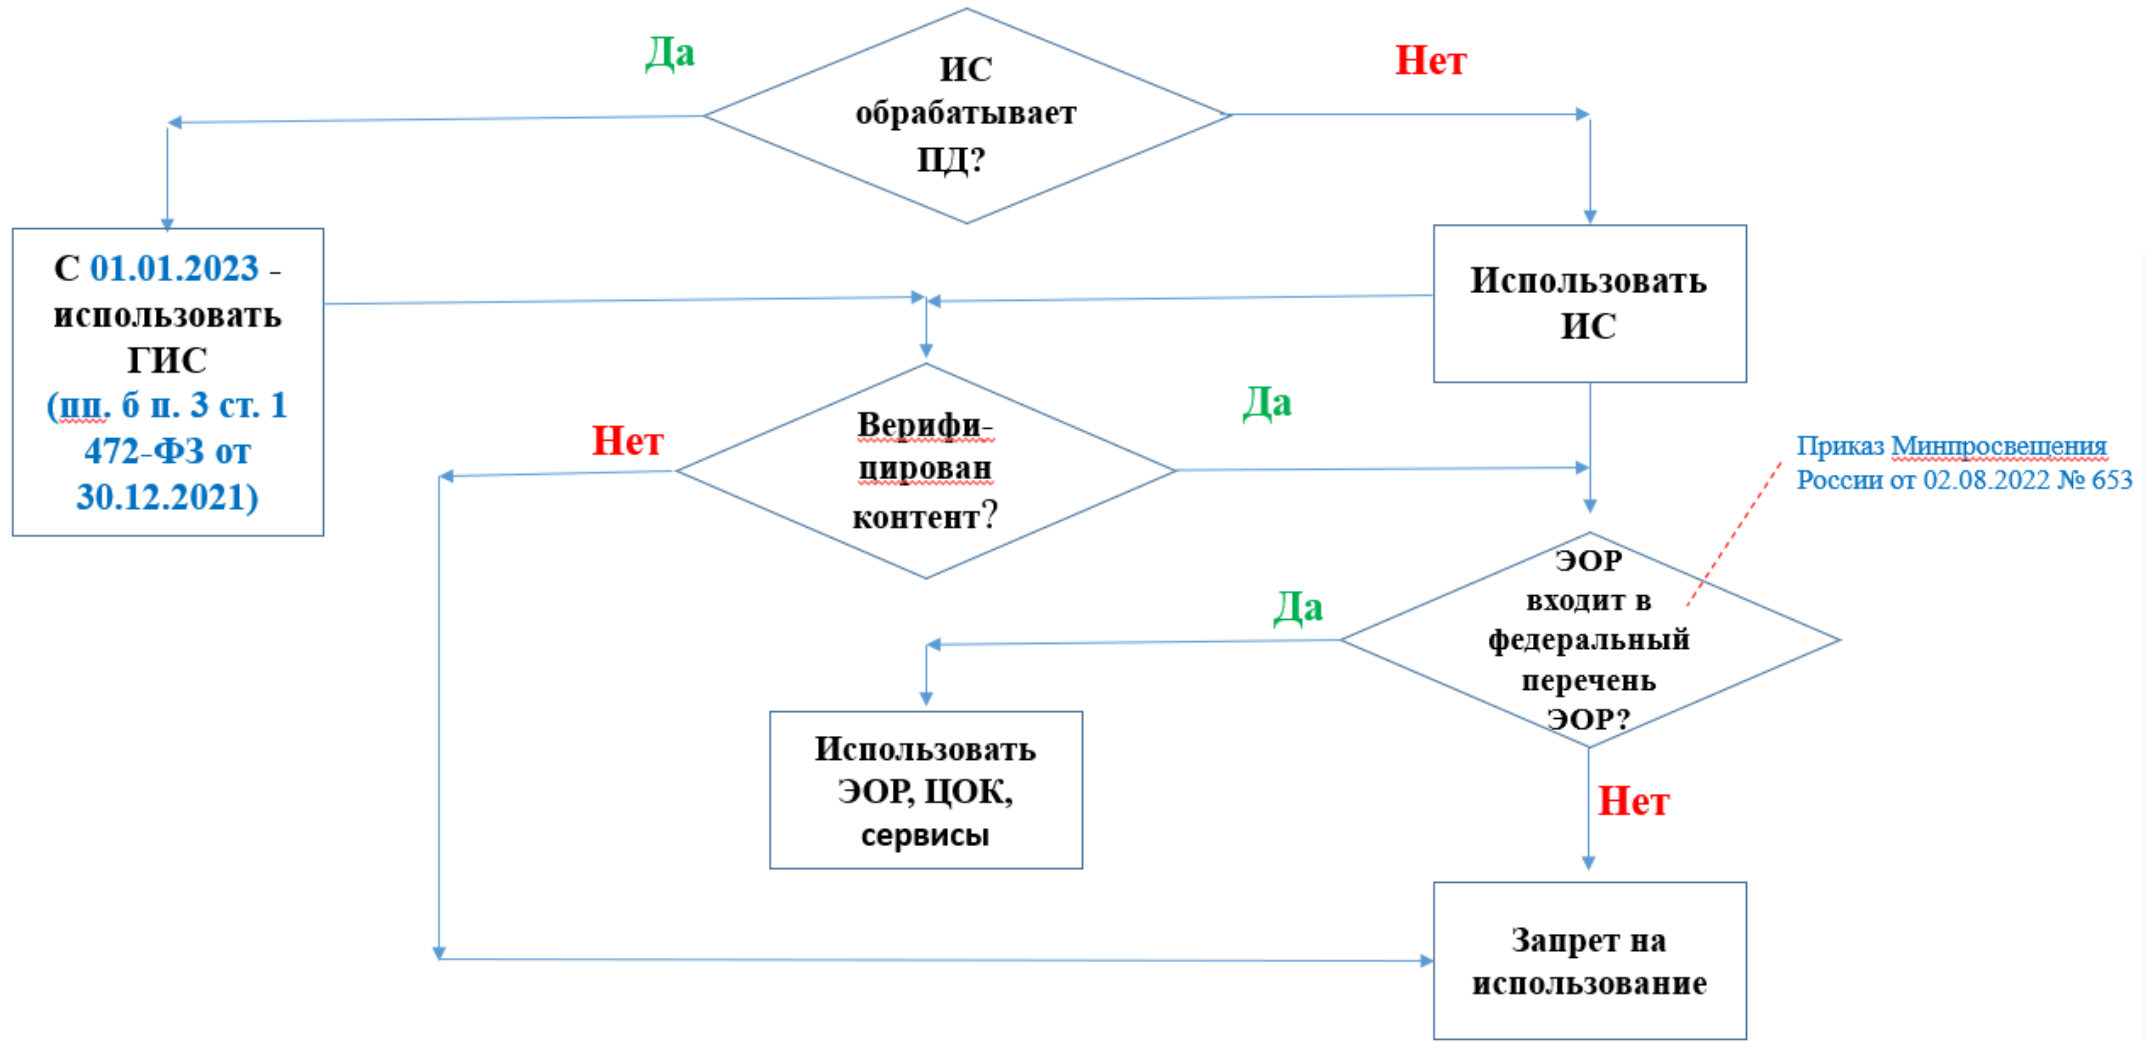 Да
ИС
обрабатывает
ПД?
Нет
С 01.01.2023 -
использовать
ГИС
(пп. б п. 3 ст. 1
472-ФЗ от
30.12.2021)
Использовать
ИС
Нет
Верифи-
цирован
контент?
Да
Приказ Минпросвещения
России от 02.08.2022 № 653
Да
ЭОР
входит в
федеральный
перечень
ЭОР?
Использовать
ЭОР, ЦОК,
сервисы
Нет
Запрет на
использование